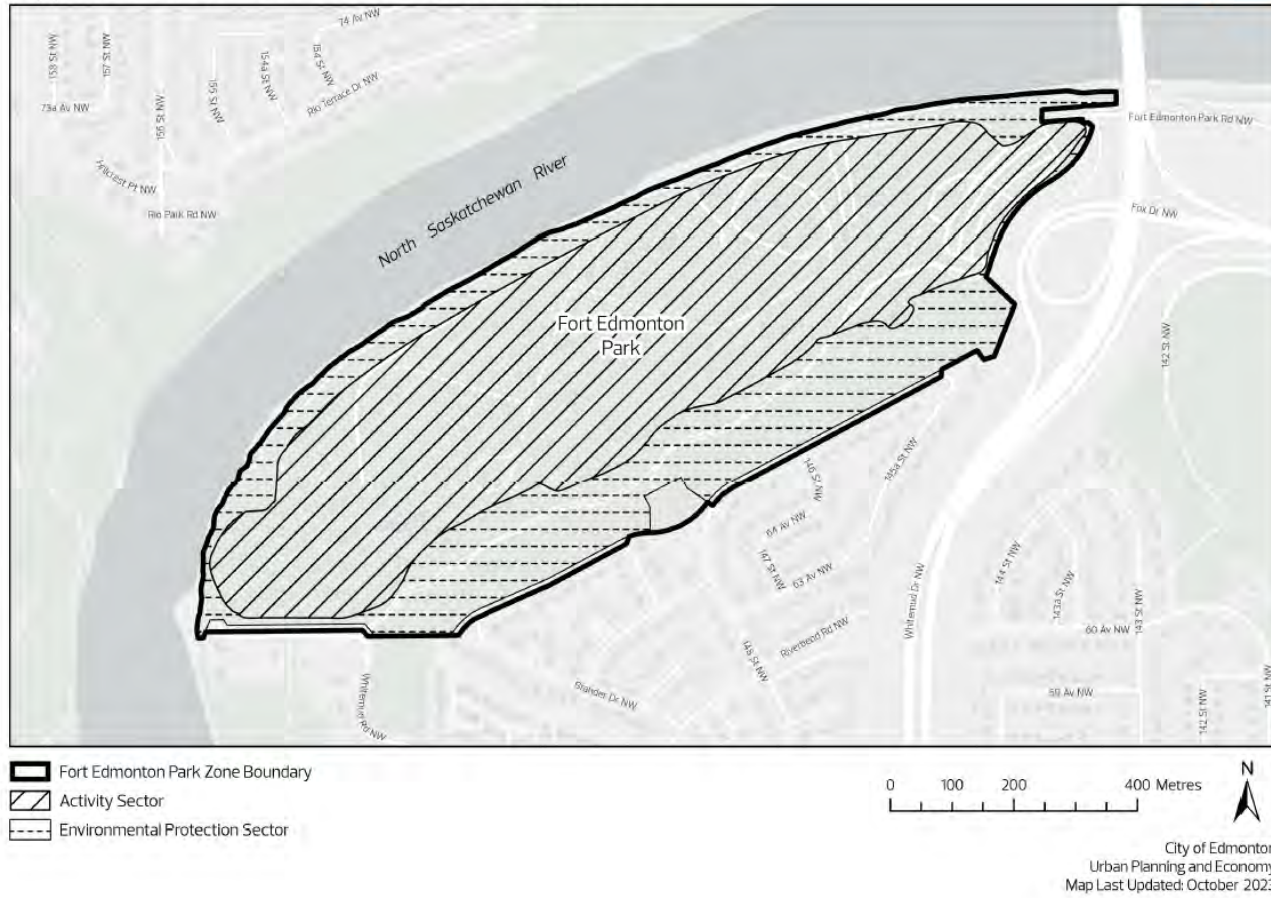 74 Av NW
158 St NW
157 St NW
154 St NW
154a St NW
155 St NW
73a Av NW
156 St NW
Rio Terrace Dr NW
Hillcrest Pt NW
Rio Park Rd NW
North Saskatchewan River
Fort Edmonton Park Rd NW
Fox Dr NW
Fort Edmonton
Park
142 St NW
145a St NW
146 St NW
64 Av NW
147 St NW
63 Av NW
144 St NW
143a St NW
143 St NW
Whitemud Dr NW
60 Av NW
Riverbend Rd NW
148 St NW
59 Av NW
Whitemud Rd NW
142 St NW
141 St NW
Fort Edmonton Park Zone Boundary
Activity Sector
Environmental Protection Sector
0 100 200 400 Metres
N
City of Edmonton
Urban Planning and Economy
Map Last Updated: October 2023